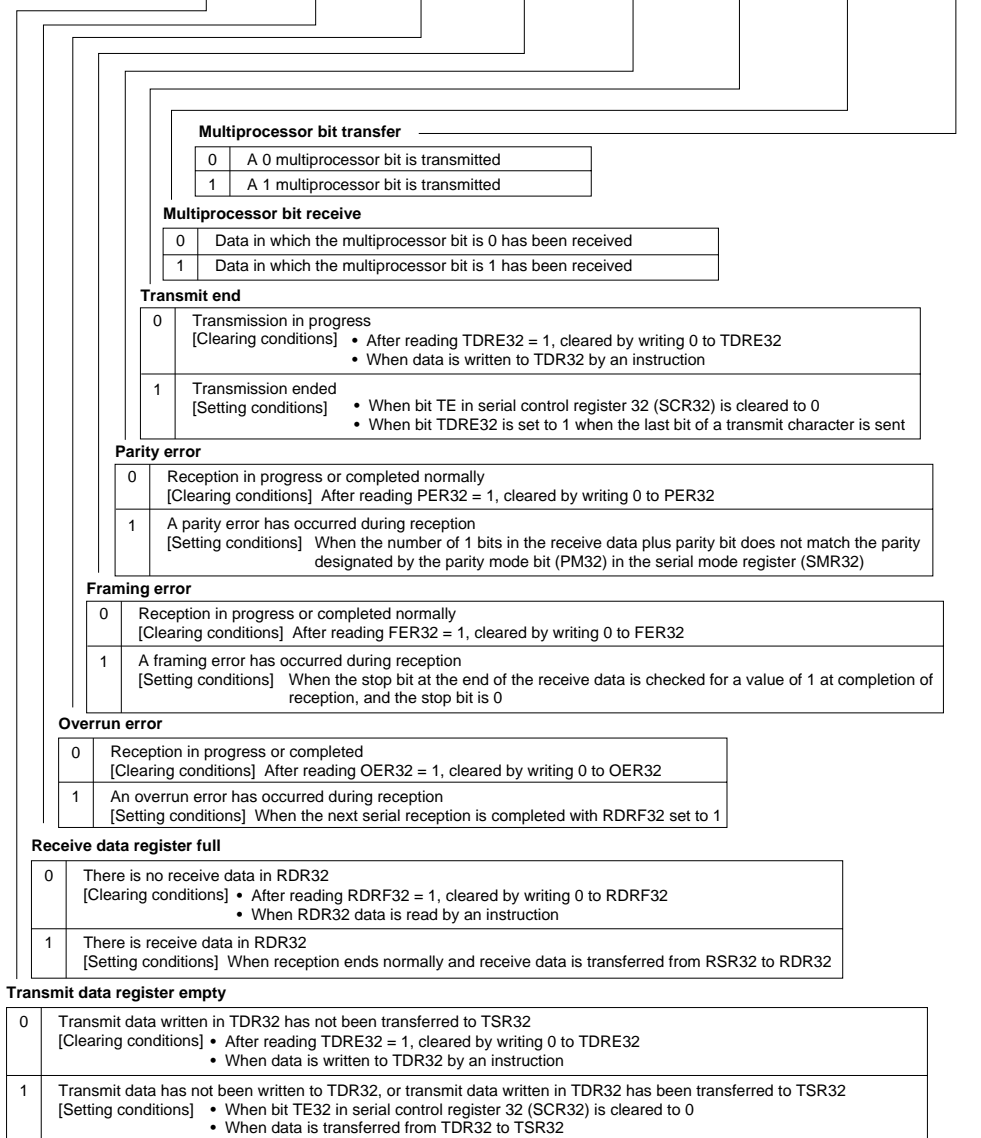 Multiprocessor bit transfer
0 A 0 multiprocessor bit is transmitted
1 A 1 multiprocessor bit is transmitted
Multiprocessor bit receive
0 Data in which the multiprocessor bit is 0 has been received
1 Data in which the multiprocessor bit is 1 has been received
Transmit end
0 Transmission in progress
[Clearing conditions] • After reading TDRE32 = 1, cleared by writing 0 to TDRE32
• When data is written to TDR32 by an instruction
1 Transmission ended
[Setting conditions] • When bit TE in serial control register 32 (SCR32) is cleared to 0
• When bit TDRE32 is set to 1 when the last bit of a transmit character is sent
Parity error
0 Reception in progress or completed normally
[Clearing conditions] After reading PER32 = 1, cleared by writing 0 to PER32
1 A parity error has occurred during reception
[Setting conditions] When the number of 1 bits in the receive data plus parity bit does not match the parity
designated by the parity mode bit (PM32) in the serial mode register (SMR32)
Framing error
0 Reception in progress or completed normally
[Clearing conditions] After reading FER32 = 1, cleared by writing 0 to FER32
1 A framing error has occurred during reception
[Setting conditions] When the stop bit at the end of the receive data is checked for a value of 1 at completion of
reception, and the stop bit is 0
Overrun error
0 Reception in progress or completed
[Clearing conditions] After reading OER32 = 1, cleared by writing 0 to OER32
1 An overrun error has occurred during reception
[Setting conditions] When the next serial reception is completed with RDRF32 set to 1
Receive data register full
0 There is no receive data in RDR32
[Clearing conditions] • After reading RDRF32 = 1, cleared by writing 0 to RDRF32
• When RDR32 data is read by an instruction
1 There is receive data in RDR32
[Setting conditions] When reception ends normally and receive data is transferred from RSR32 to RDR32
Transmit data register empty
0 Transmit data written in TDR32 has not been transferred to TSR32
[Clearing conditions] • After reading TDRE32 = 1, cleared by writing 0 to TDRE32
• When data is written to TDR32 by an instruction
1 Transmit data has not been written to TDR32, or transmit data written in TDR32 has been transferred to TSR32
[Setting conditions] • When bit TE32 in serial control register 32 (SCR32) is cleared to 0
• When data is transferred from TDR32 to TSR32